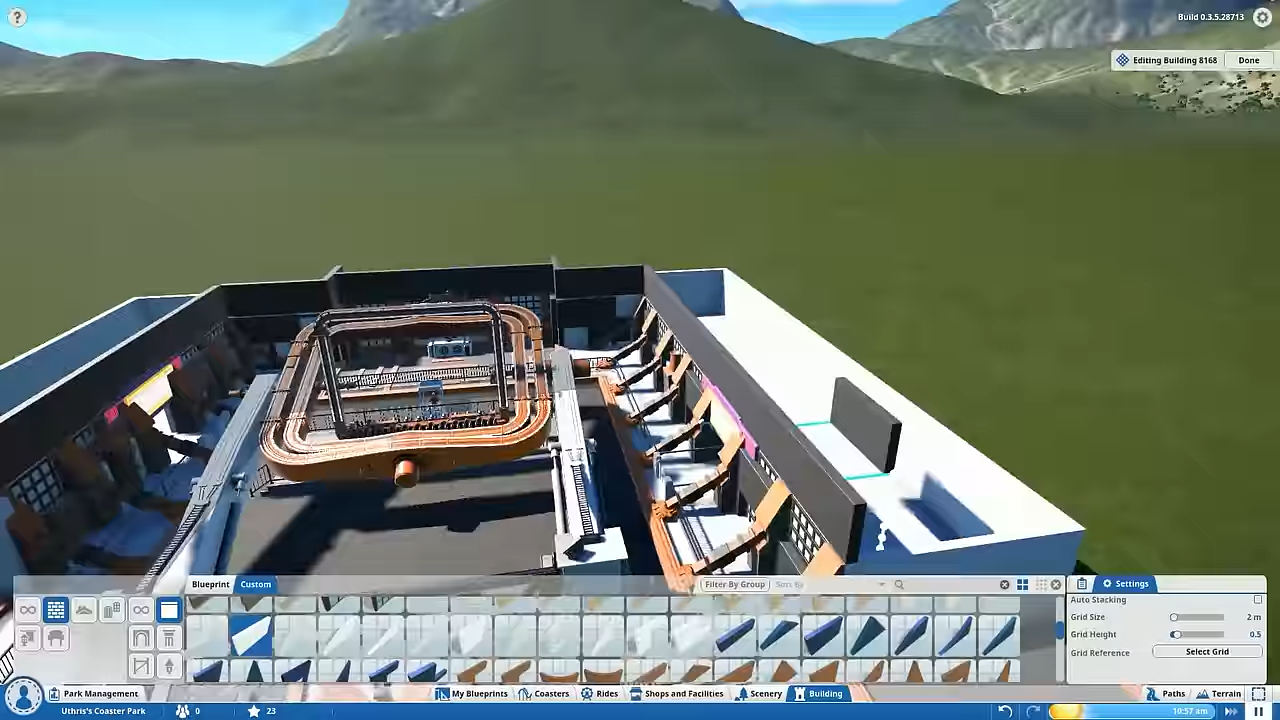 ?
Build 0.3.5.28713
Editing Building 8168
Done
Blueprint
Custom
Filter By Group
Sort By
Settings
Auto Stacking
Grid Size
2 m
Grid Height
0.5
Grid Reference
Select Grid
Park Management
My Blueprints
Coasters
Rides
Shops and Facilities
Scenery
Building
Paths
Terrain
Uthris's Coaster Park
0
23
10:57 am